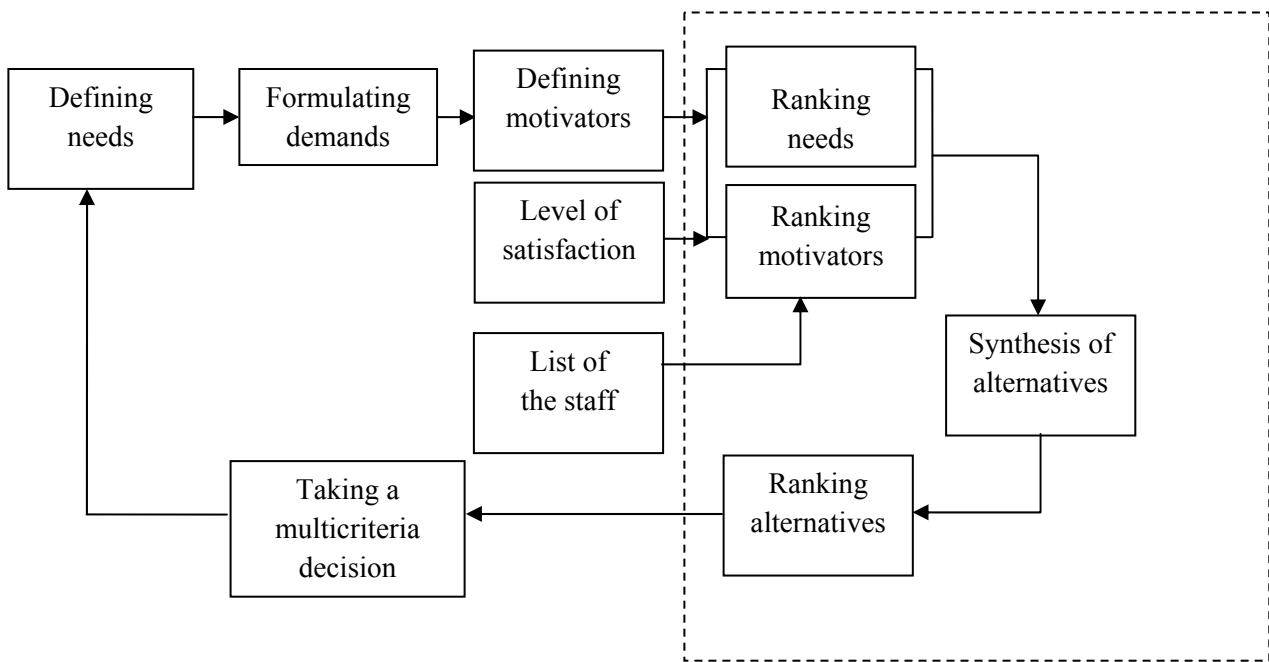 Defining
needs
Formulating
demands
Defining
motivators
Ranking
needs
Level of
satisfaction
Ranking
motivators
List of
the staff
Synthesis of
alternatives
Ranking
alternatives
Taking a
multicriteria
decision